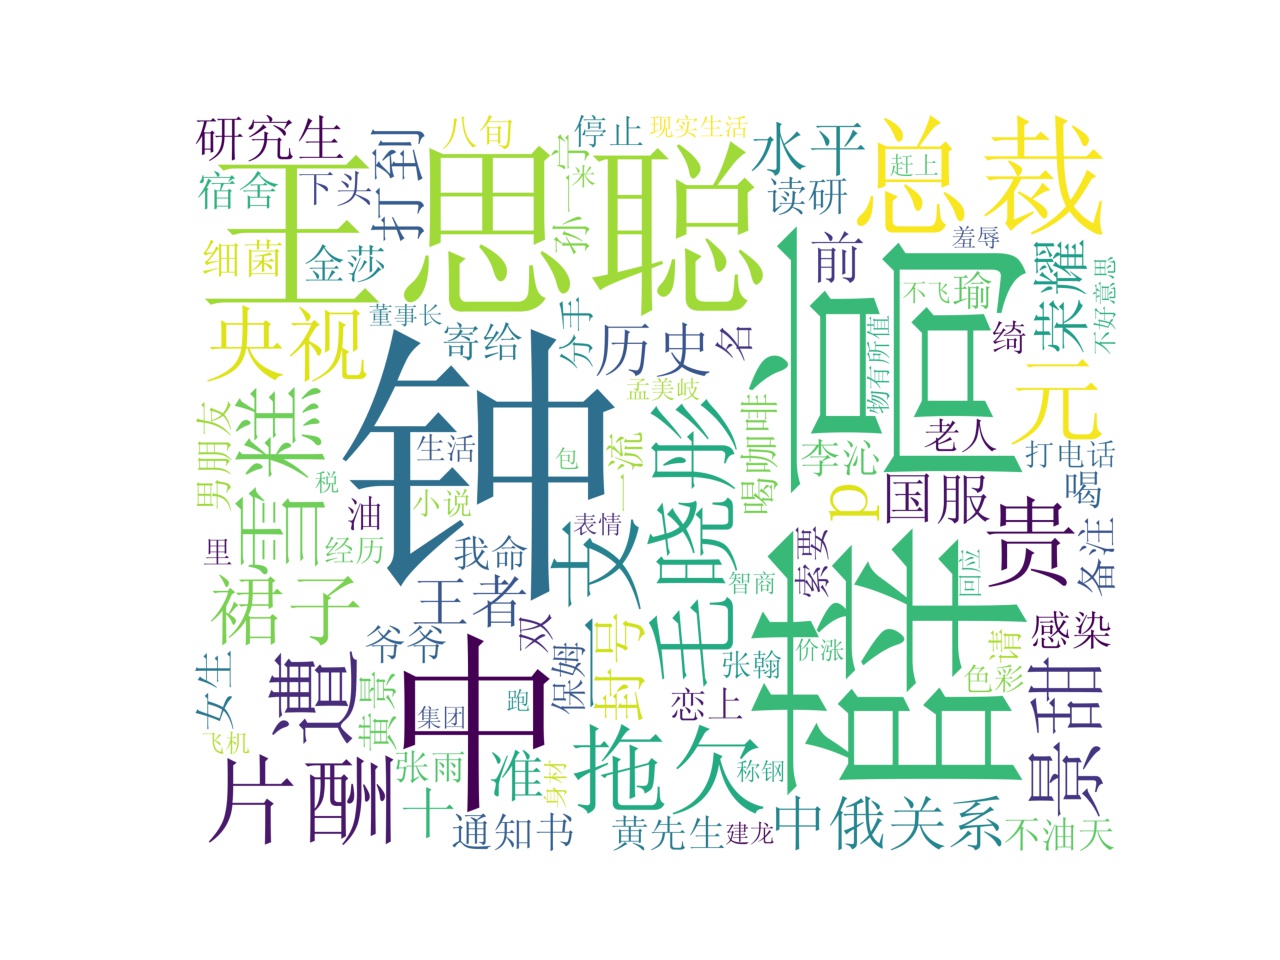 研究生
打到
八旬
孙一宁
停止
现实生活
水平
总裁
赶上
宿舍
下头
王思聪
米
读研
羞辱
细菌
金莎
前
不飞
瑜
荣耀
不好意思
央视
董事长
寄给
分手
历史
名
物有所值
绮
训
元
男朋友
雪糕
钟
孟美岐
喝咖啡
老人
生活
包
一流
毛晓彤
李沁
打电话
税
小说
油
表情
女
p
国服
喝
里
经历
我命
索要
贵
备注
裙子
王者
智商
回应
蹭
双
女生
爷爷
遭
保姆
封号
张翰
价涨
请
感染
飞机
黄景
集团
中
跑
恋上
色彩
景甜
片酬
张雨
十
准
身材
拖欠
称钢
通知书
黄先生
建龙
中俄关系
不油天